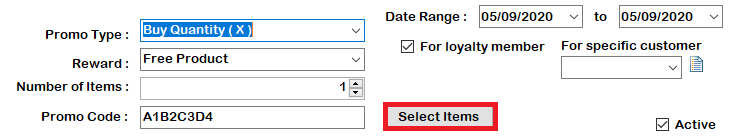 Promo Type : Buy Quantity ( X )
Date Range : 05/09/2020 to 05/09/2020
Reward : Free Product
For loyalty member
For specific customer
Number of Items : 1
Promo Code : A1B2C3D4
Select Items
Active